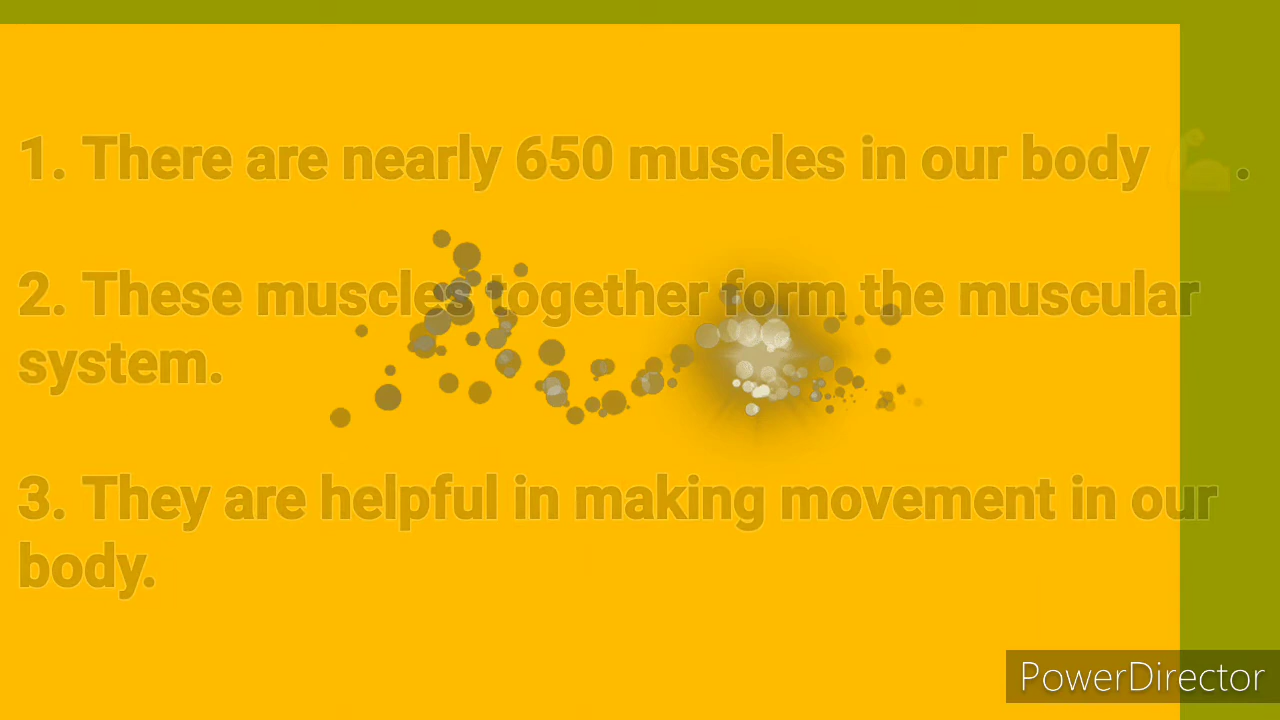 1. There are nearly 650 muscles in our body 💪.
2. These muscles together form the muscular
system.
3. They are helpful in making movement in our
body.
PowerDirector